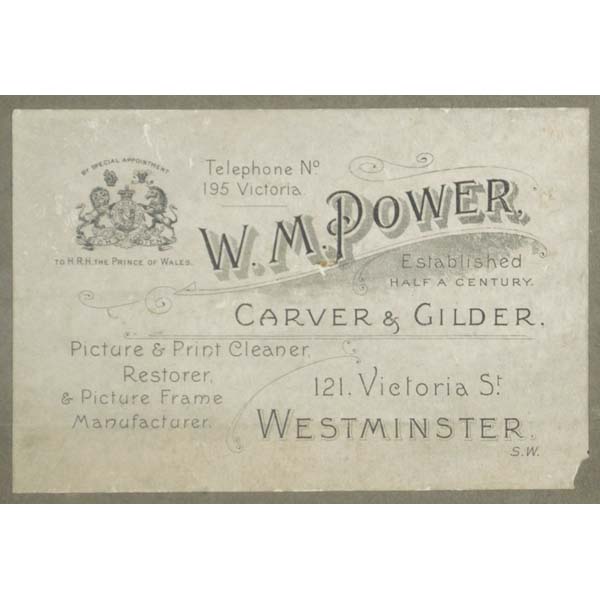 BY SPECIAL APPOINTMENT
TO H.R.H. THE PRINCE OF WALES.
Telephone No.
195 Victoria.
W. M. POWER,
Established
HALF A CENTURY.
CARVER & GILDER.
Picture & Print Cleaner,
Restorer,
& Picture Frame
Manufacturer.
121. Victoria St.
WESTMINSTER.
S.W.